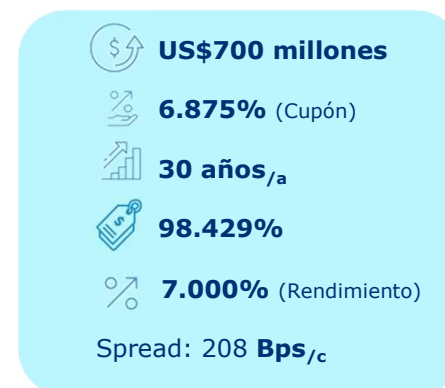 US$700 millones
6.875% (Cupón)
30 años/a
98.429%
7.000% (Rendimiento)
Spread: 208 Bps/c